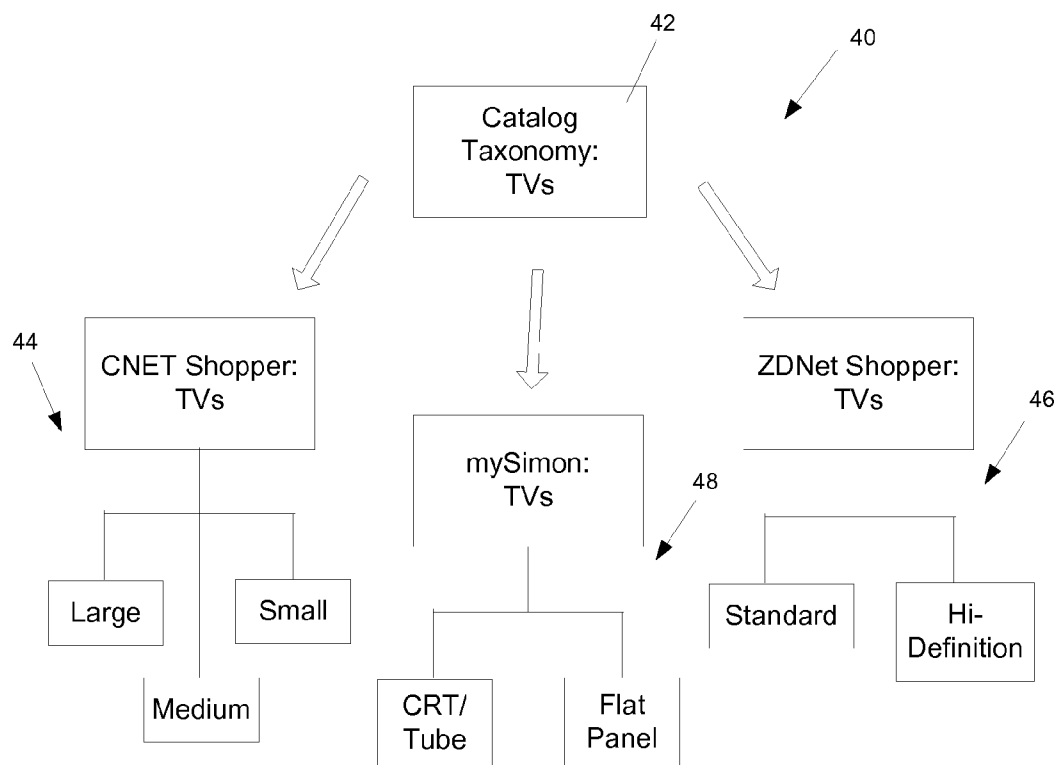 42
40
Catalog
Taxonomy:
TVs
44
CNET Shopper:
TVs
ZDNet Shopper:
TVs
46
mySimon:
TVs
48
Large
Small
Medium
Standard
Hi-
Definition
CRT/
Tube
Flat
Panel